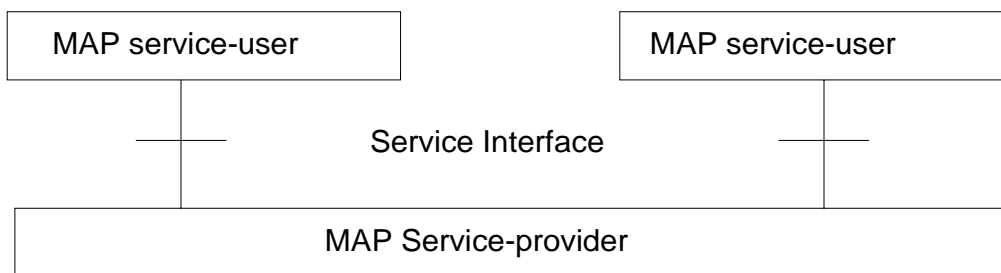 MAP service-user
MAP service-user
Service Interface
MAP Service-provider